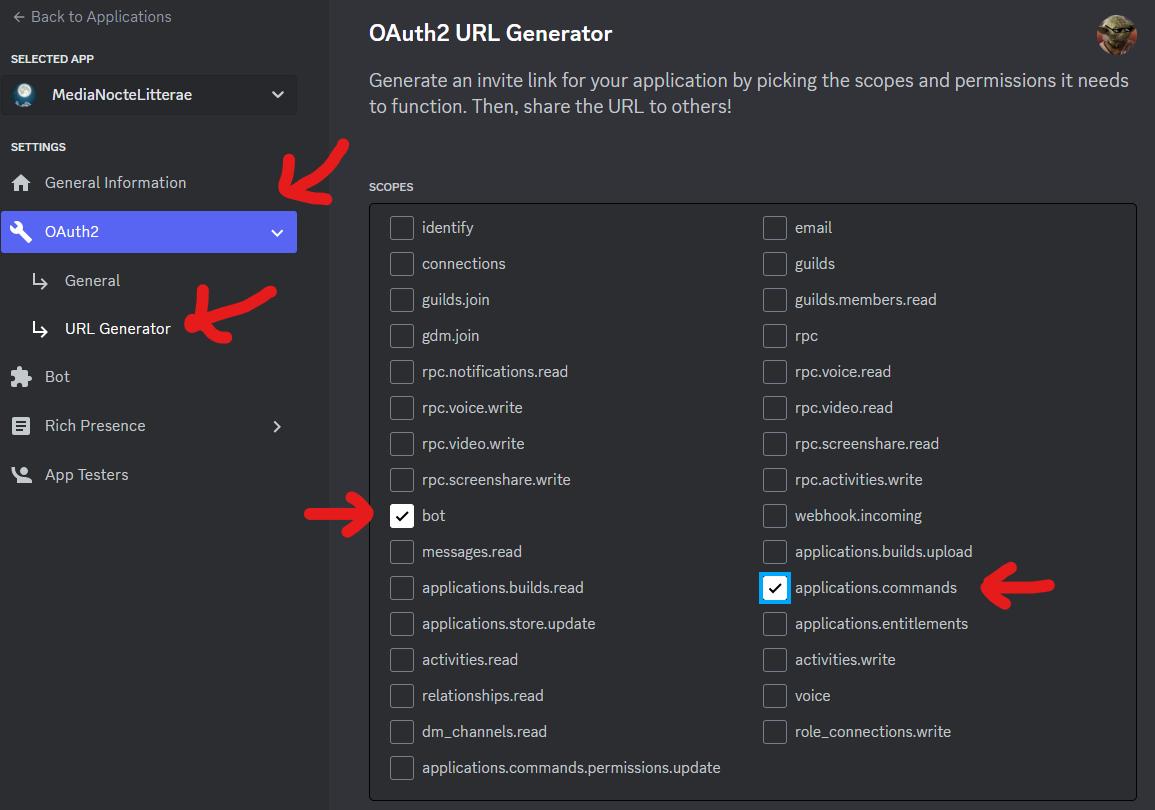 Back to Applications
SELECTED APP
MediaNocteLitterae
SETTINGS
General Information
OAuth2
General
URL Generator
Bot
Rich Presence
App Testers
OAuth2 URL Generator
Generate an invite link for your application by picking the scopes and permissions it needs
to function. Then, share the URL to others!
SCOPES
identify
email
connections
guilds
guilds.join
guilds.members.read
gdm.join
rpc
rpc.notifications.read
rpc.voice.read
rpc.voice.write
rpc.video.read
rpc.video.write
rpc.screenshare.read
rpc.screenshare.write
rpc.activities.write
bot
webhook.incoming
messages.read
applications.builds.upload
applications.builds.read
applications.commands
applications.store.update
applications.entitlements
activities.read
activities.write
relationships.read
voice
dm_channels.read
role_connections.write
applications.commands.permissions.update